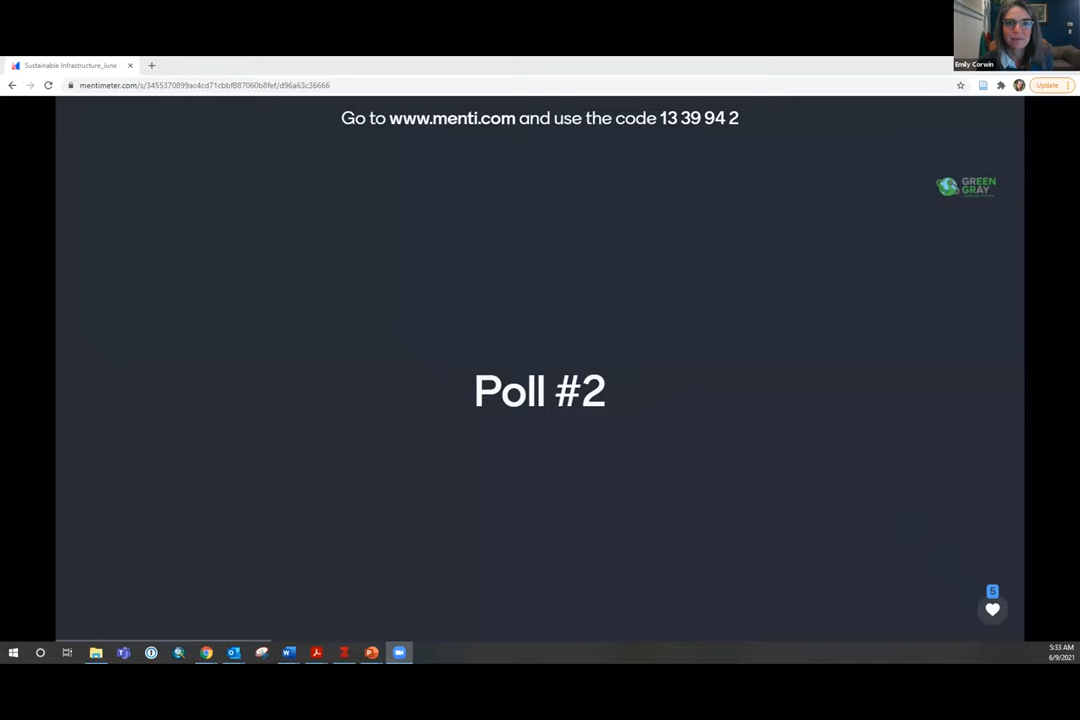 Emily Corwin
Sustainable Infrastructure_June
mentimeter.com/s/3455370899ac4cd71cbbf887060b8fef/d96a63c36666
Update
Go to www.menti.com and use the code 13 39 94 2
GREEN
GRAY
Poll #2
5
5:33 AM
6/9/2021